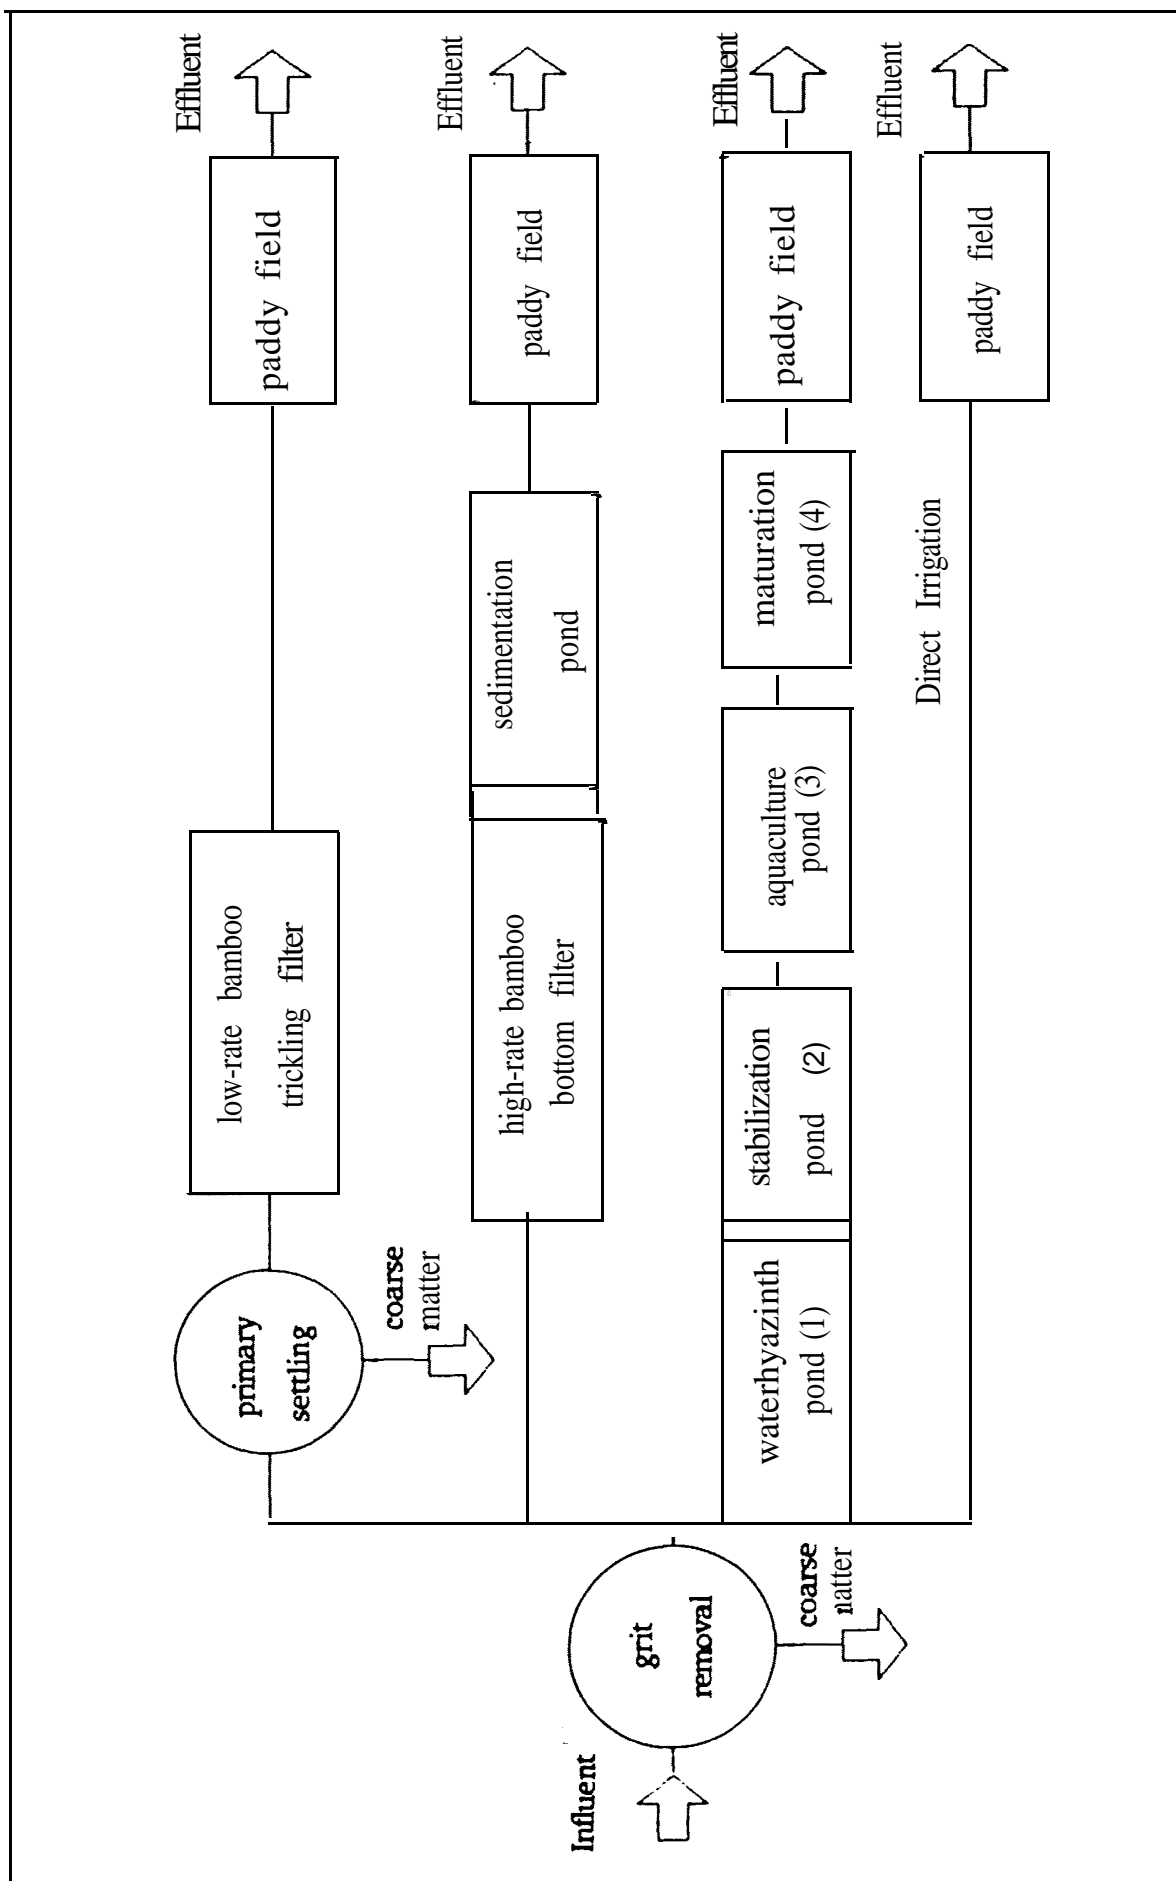 Influent
grit
removal
coarse
natter
primary
settling
coarse
matter
low-rate bamboo
trickling filter
paddy field
Effluent
high-rate bamboo
bottom filter
sedimentation
pond
paddy field
Effluent
waterhyazinth
pond (1)
stabilization
pond (2)
aquaculture
pond (3)
maturation
pond (4)
paddy field
Effluent
Direct Irrigation
paddy field
Effluent